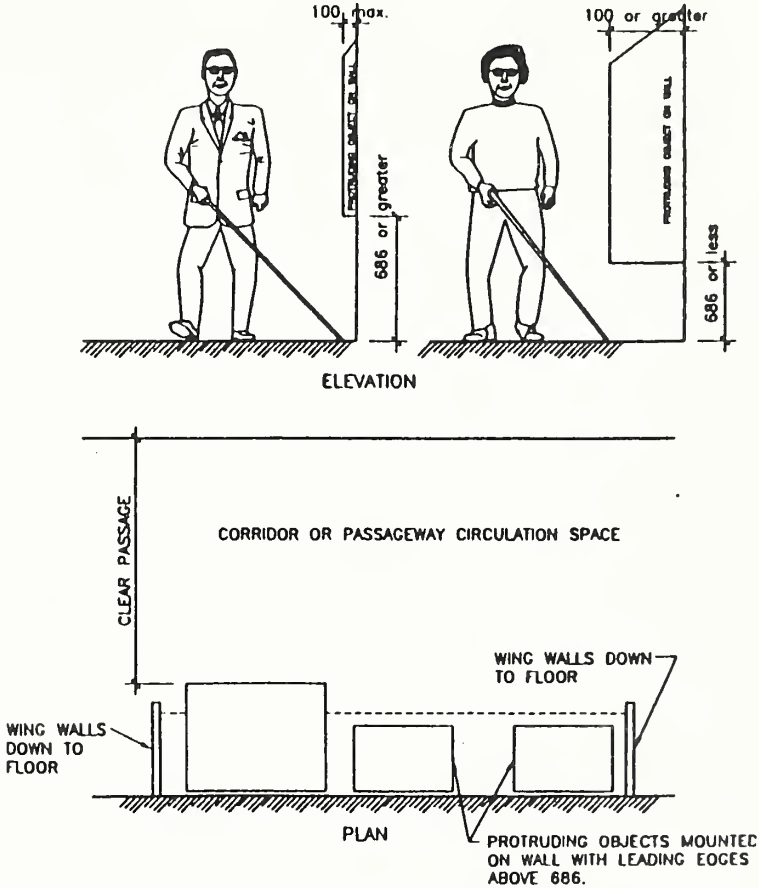 100 max.
100 or greater
PROTRUDING OBJECT ON WALL
686 or greater
PROTRUDING OBJECT ON WALL
686 or less
ELEVATION
CLEAR PASSAGE
CORRIDOR OR PASSAGEWAY CIRCULATION SPACE
WING WALLS DOWN
TO FLOOR
WING WALLS
DOWN TO
FLOOR
PLAN
PROTRUDING OBJECTS MOUNTED
ON WALL WITH LEADING EDGES
ABOVE 686.